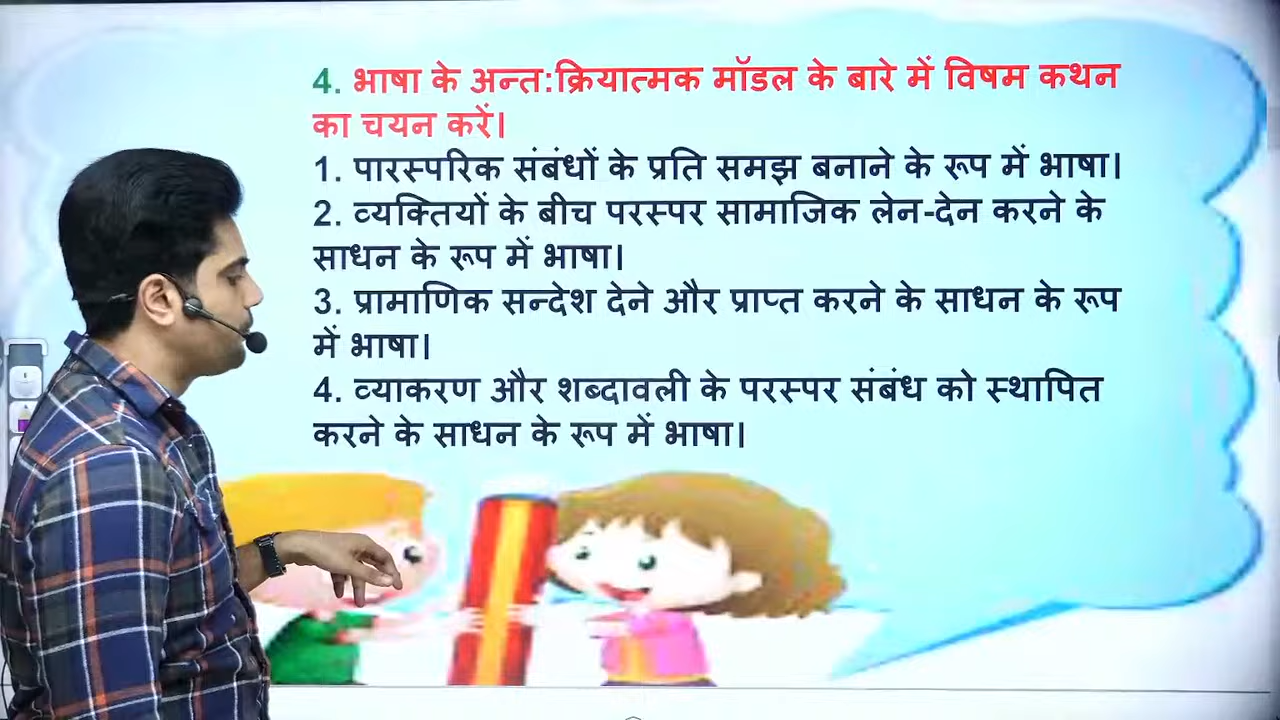 4. भाषा के अन्त:क्रियात्मक मॉडल के बारे में विषम कथन
का चयन करें।
1. पारस्परिक संबंधों के प्रति समझ बनाने के रूप में भाषा।
2. व्यक्तियों के बीच परस्पर सामाजिक लेन-देन करने के
साधन के रूप में भाषा।
3. प्रामाणिक सन्देश देने और प्राप्त करने के साधन के रूप
में भाषा।
4. व्याकरण और शब्दावली के परस्पर संबंध को स्थापित
करने के साधन के रूप में भाषा।